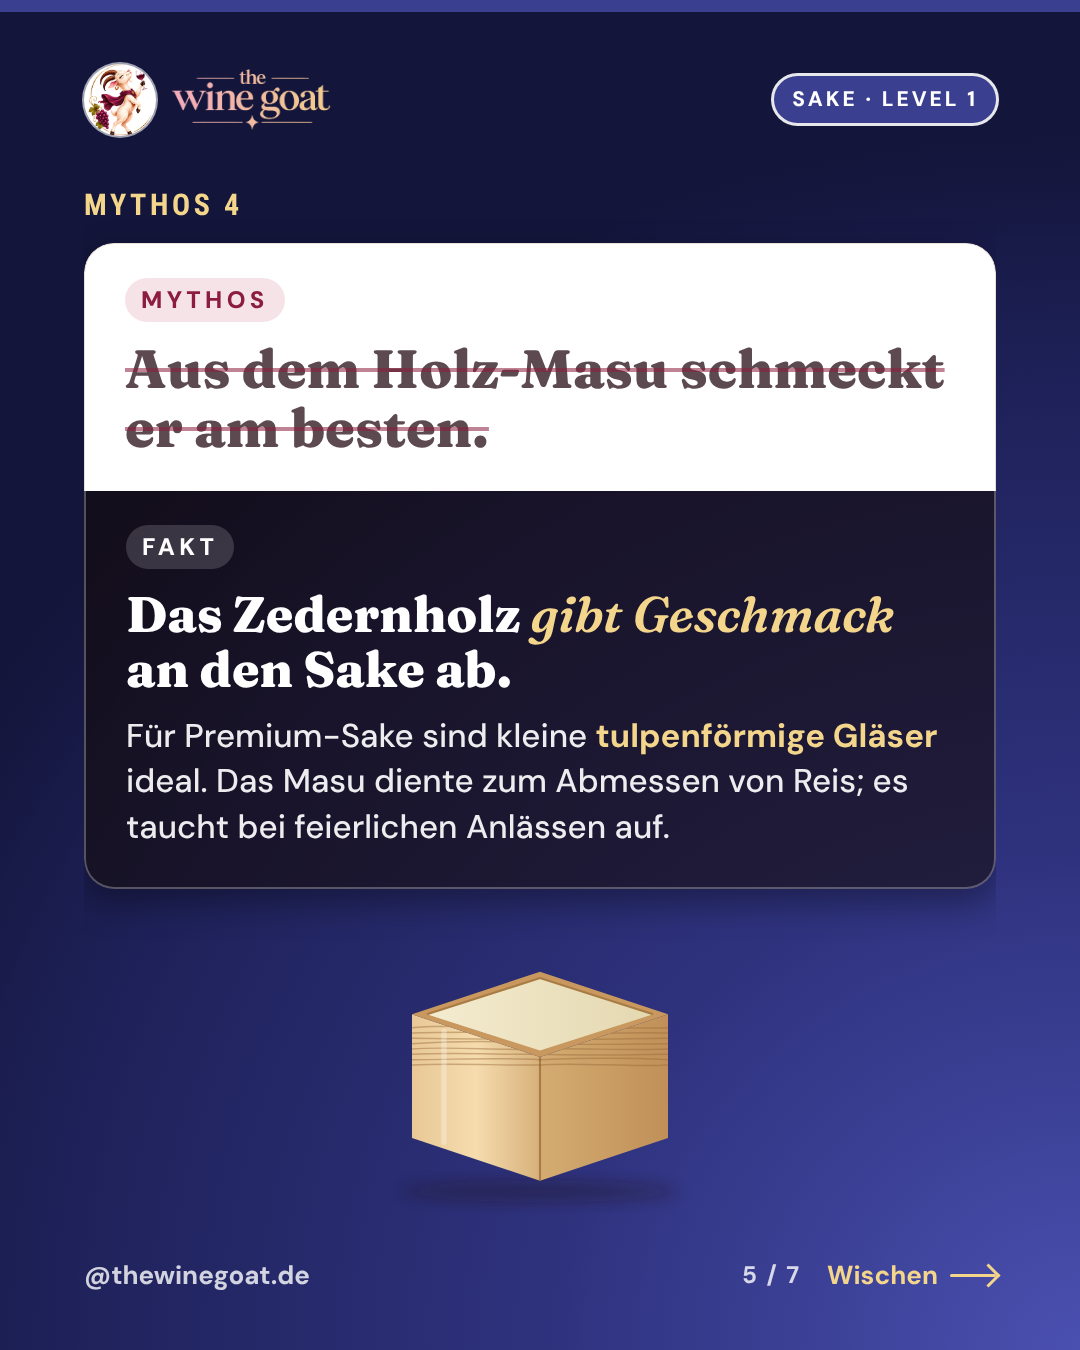 the
wine goat
SAKE · LEVEL 1
MYTHOS 4
MYTHOS
Aus dem Holz-Masu schmeckt
er am besten.
FAKT
Das Zedernholz gibt Geschmack
an den Sake ab.
Für Premium-Sake sind kleine tulpenförmige Gläser
ideal. Das Masu diente zum Abmessen von Reis; es
taucht bei feierlichen Anlässen auf.
@thewinegoat.de
5 / 7 Wischen